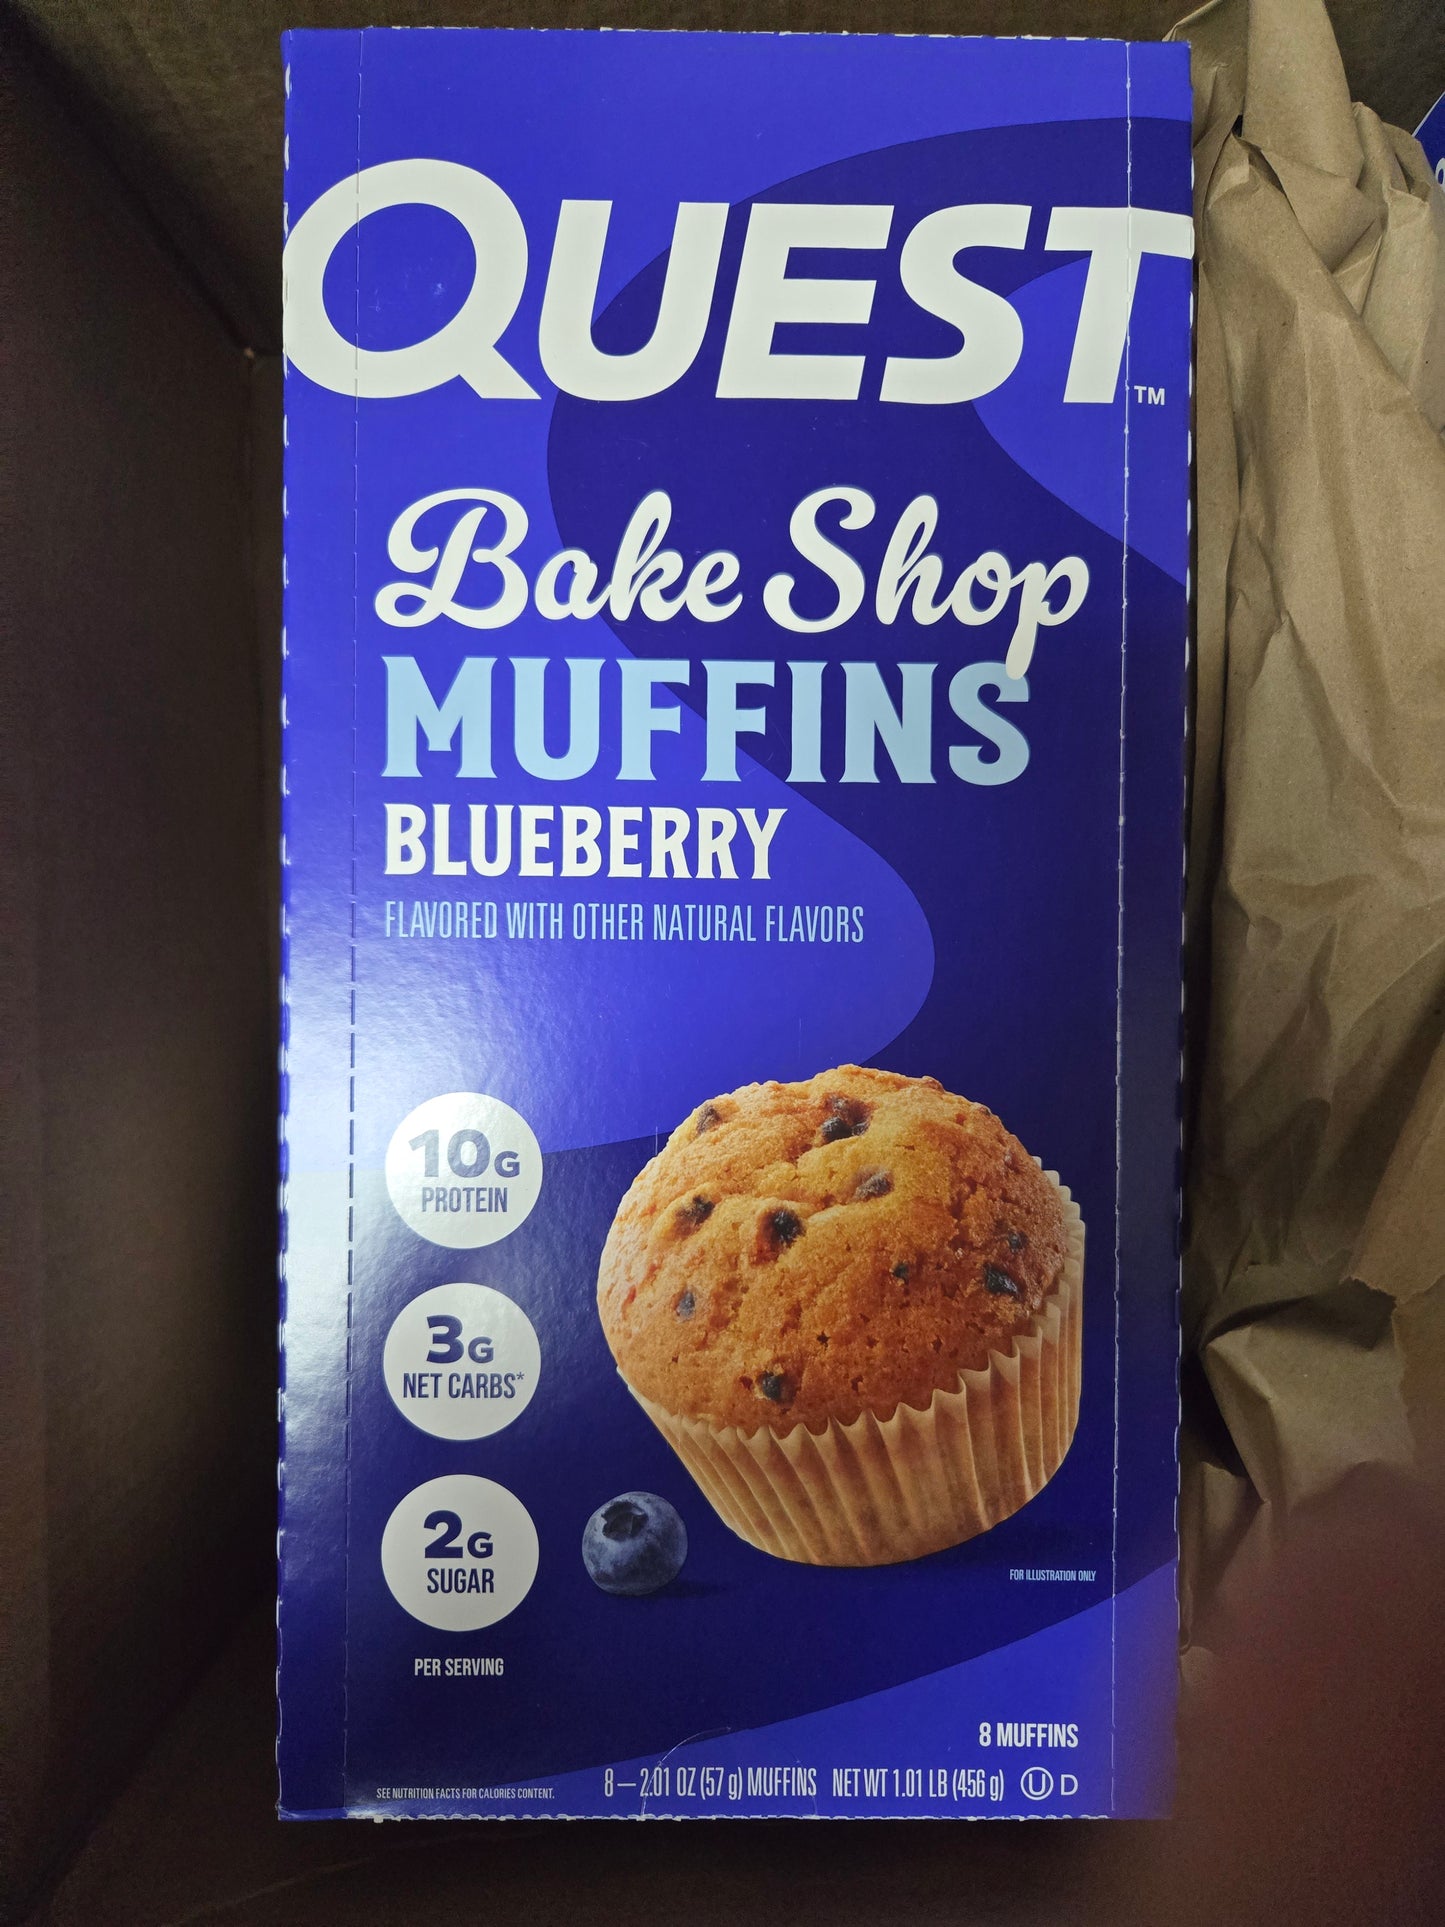 QUEST™
Bake Shop
MUFFINS
BLUEBERRY
FLAVORED WITH OTHER NATURAL FLAVORS
10G
PROTEIN
3G
NET CARBS*
2G
SUGAR
PER SERVING
FOR ILLUSTRATION ONLY
8 MUFFINS
SEE NUTRITION FACTS FOR CALORIES CONTENT.
8—2.01 OZ (57 g) MUFFINS NET WT 1.01 LB (456 g) U D